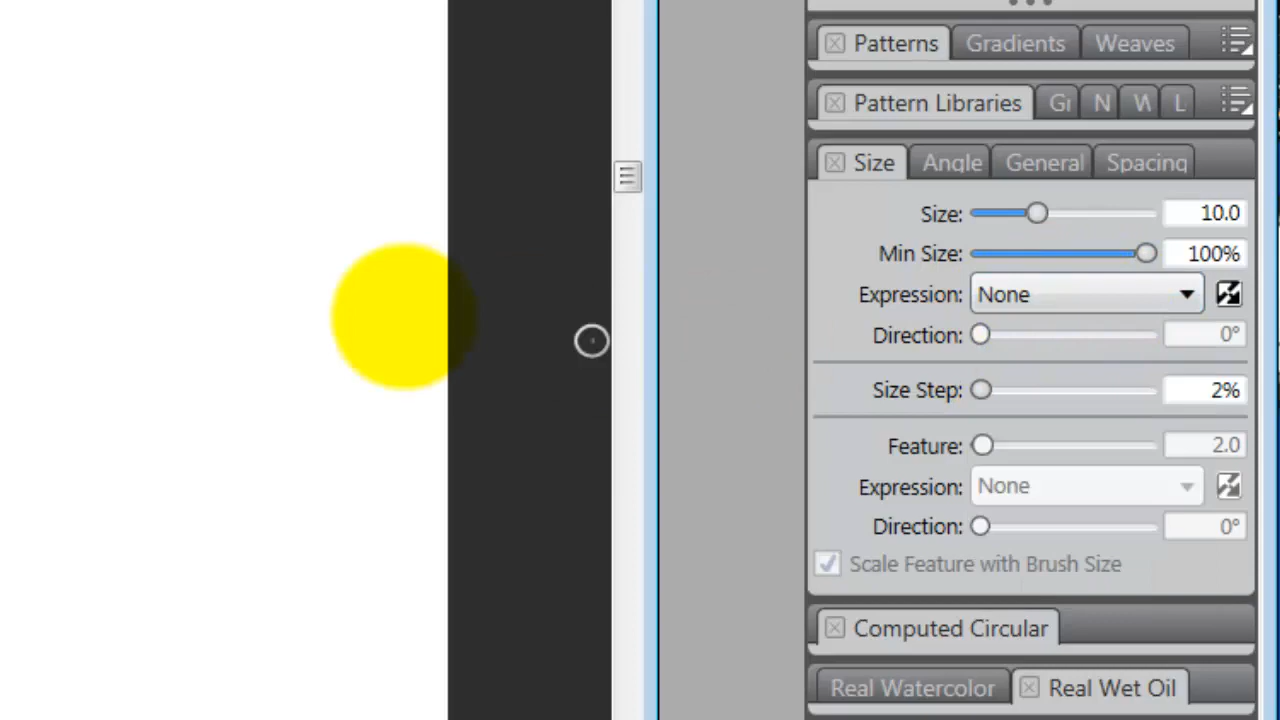 Patterns Gradients Weaves
Pattern Libraries Gr N W L
Size Angle General Spacing
Size: 10.0
Min Size: 100%
Expression: None
Direction: 0°
Size Step: 2%
Feature: 2.0
Expression: None
Direction: 0°
Scale Feature with Brush Size
Computed Circular
Real Watercolor Real Wet Oil